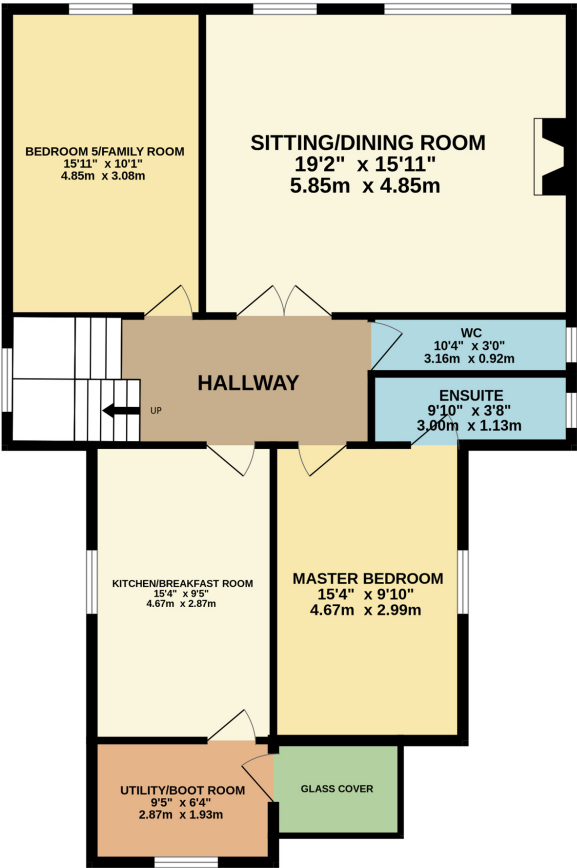 BEDROOM 5/FAMILY ROOM
15'11" x 10'1"
4.85m x 3.08m
SITTING/DINING ROOM
19'2" x 15'11"
5.85m x 4.85m
WC
10'4" x 3'0"
3.16m x 0.92m
HALLWAY
ENSUITE
9'10" x 3'8"
3.00m x 1.13m
UP
KITCHEN/BREAKFAST ROOM
15'4" x 9'5"
4.67m x 2.87m
MASTER BEDROOM
15'4" x 9'10"
4.67m x 2.99m
UTILITY/BOOT ROOM
9'5" x 6'4"
2.87m x 1.93m
GLASS COVER